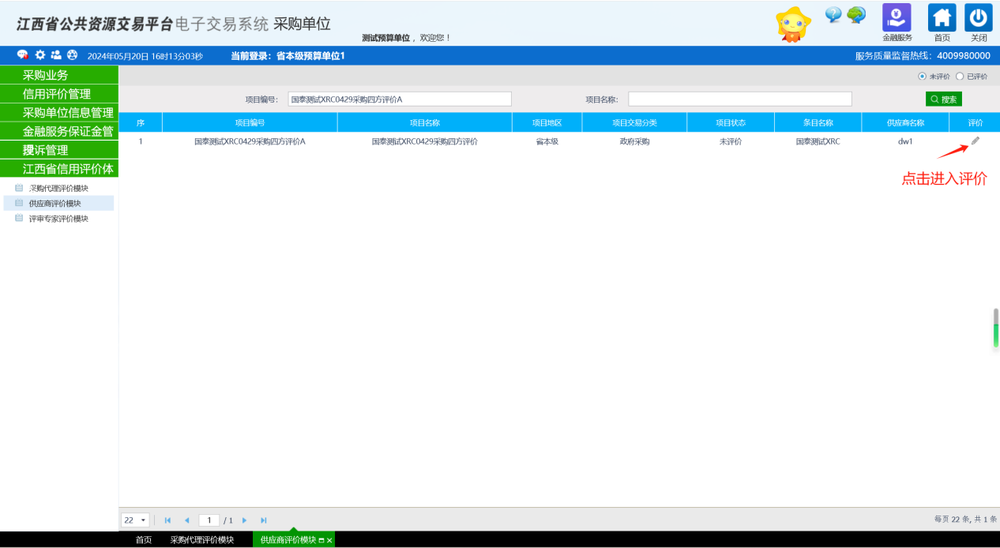 江西省公共资源交易平台电子交易系统 采购单位
测试预算单位，欢迎您！
金融服务 首页 关闭
2024年05月20日 16时13分03秒 当前登录：省本级预算单位1 服务质量监督热线：4009980000
采购业务
信用评价管理
采购单位信息管理
金融服务保证金管
投诉管理
江西省信用评价体
采购代理评价模块
供应商评价模块
评审专家评价模块
未评价 已评价
项目编号： 国泰测试XRC0429采购四方评价A 项目名称： 搜索
序 项目编号 项目名称 项目地区 项目交易分类 项目状态 条目名称 供应商名称 评价
1 国泰测试XRC0429采购四方评价A 国泰测试XRC0429采购四方评价 省本级 政府采购 未评价 国泰测试XRC dw1
点击进入评价
22 1 / 1 每页 22 条, 共 1 条
首页 采购代理评价模块 供应商评价模块